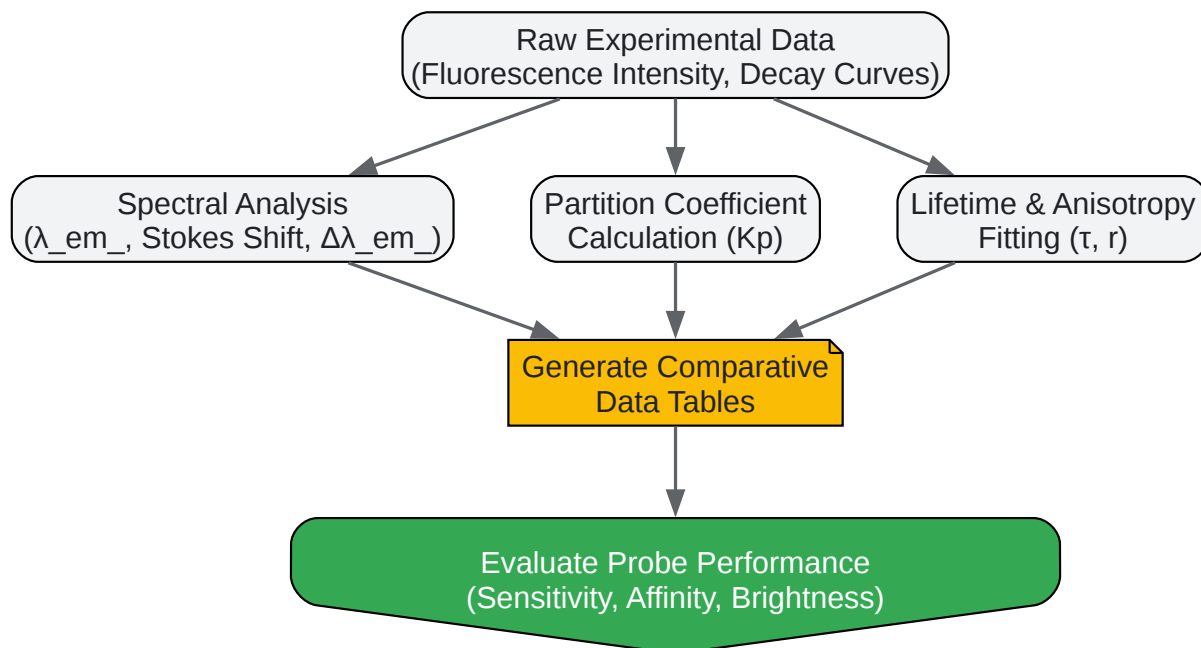 Raw Experimental Data
(Fluorescence Intensity, Decay Curves)
Spectral Analysis
(λ_em_, Stokes Shift, Δλ_em_)
Partition Coefficient
Calculation (Kp)
Lifetime & Anisotropy
Fitting (τ, r)
Generate Comparative
Data Tables
Evaluate Probe Performance
(Sensitivity, Affinity, Brightness)